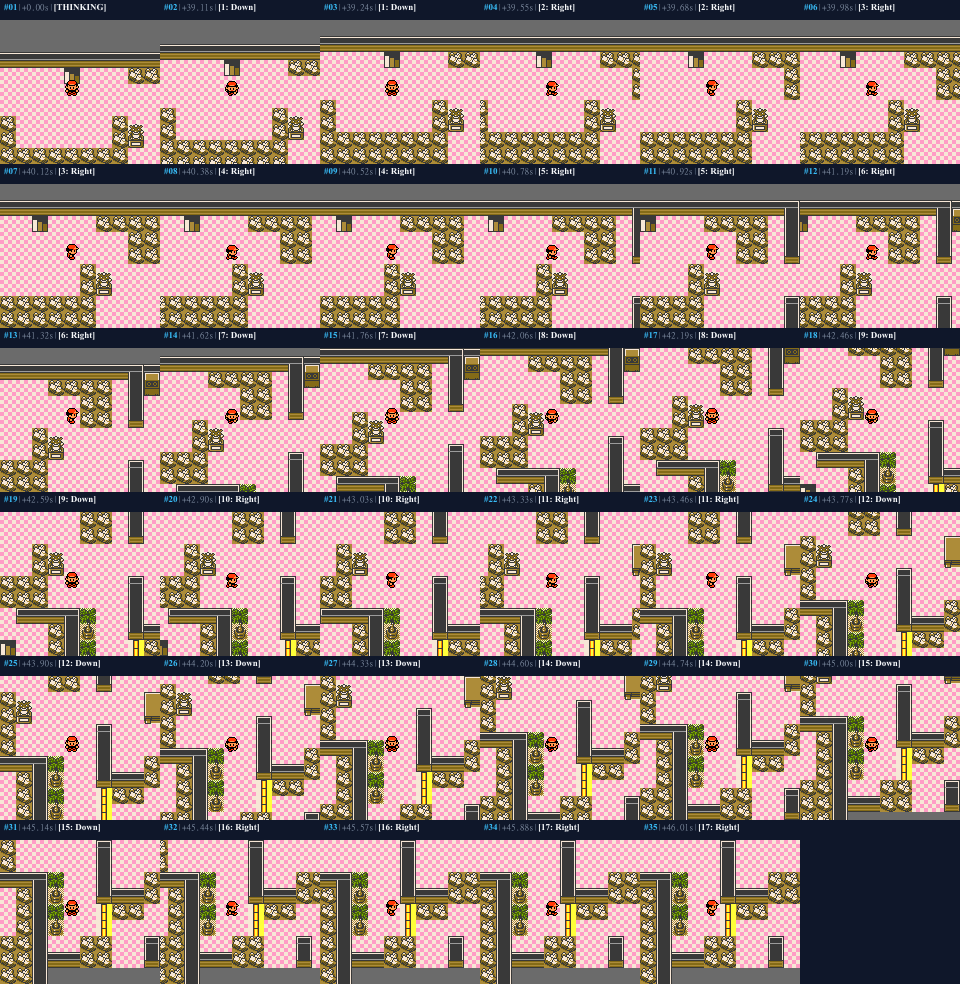 #01|+0.00s|[THINKING]
#02|+39.11s|[1: Down]
#03|+39.24s|[1: Down]
#04|+39.55s|[2: Right]
#05|+39.68s|[2: Right]
#06|+39.98s|[3: Right]
#07|+40.12s|[3: Right]
#08|+40.38s|[4: Right]
#09|+40.52s|[4: Right]
#10|+40.78s|[5: Right]
#11|+40.92s|[5: Right]
#12|+41.19s|[6: Right]
#13|+41.32s|[6: Right]
#14|+41.62s|[7: Down]
#15|+41.76s|[7: Down]
#16|+42.06s|[8: Down]
#17|+42.19s|[8: Down]
#18|+42.46s|[9: Down]
#19|+42.59s|[9: Down]
#20|+42.90s|[10: Right]
#21|+43.03s|[10: Right]
#22|+43.33s|[11: Right]
#23|+43.46s|[11: Right]
#24|+43.77s|[12: Down]
#25|+43.90s|[12: Down]
#26|+44.20s|[13: Down]
#27|+44.33s|[13: Down]
#28|+44.60s|[14: Down]
#29|+44.74s|[14: Down]
#30|+45.00s|[15: Down]
#31|+45.14s|[15: Down]
#32|+45.44s|[16: Right]
#33|+45.57s|[16: Right]
#34|+45.88s|[17: Right]
#35|+46.01s|[17: Right]